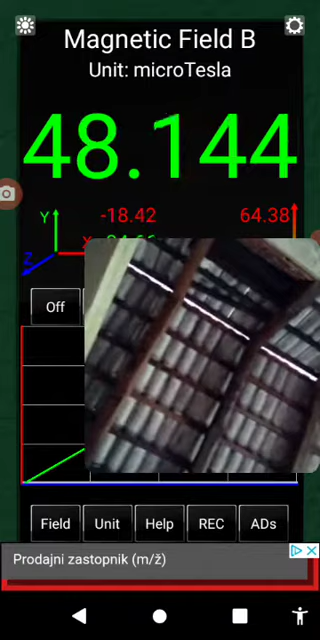 Magnetic Field B
Unit: microTesla
48.144
Y
-18.42
64.38
X
Z
Off
Field
Unit
Help
REC
ADs
Prodajni zastopnik (m/ž)